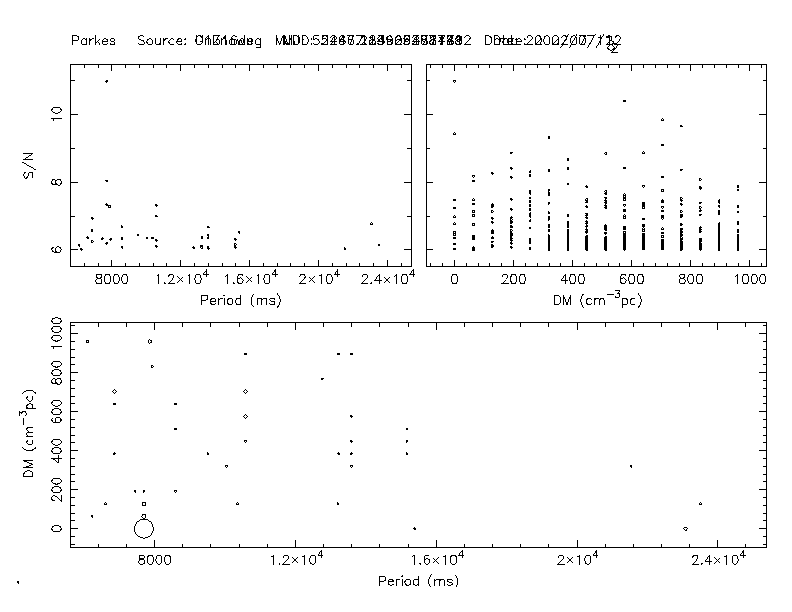 Parkes Source:
10
8
6
S/N
8000 1.2×10⁴ 1.6×10⁴ 2×10⁴ 2.4×10⁴
Period (ms)
0 200 400 600 800 1000
DM (cm⁻³pc)
1000
800
600
400
200
0
DM (cm⁻³pc)
8000 1.2×10⁴ 1.6×10⁴ 2×10⁴ 2.4×10⁴
Period (ms)